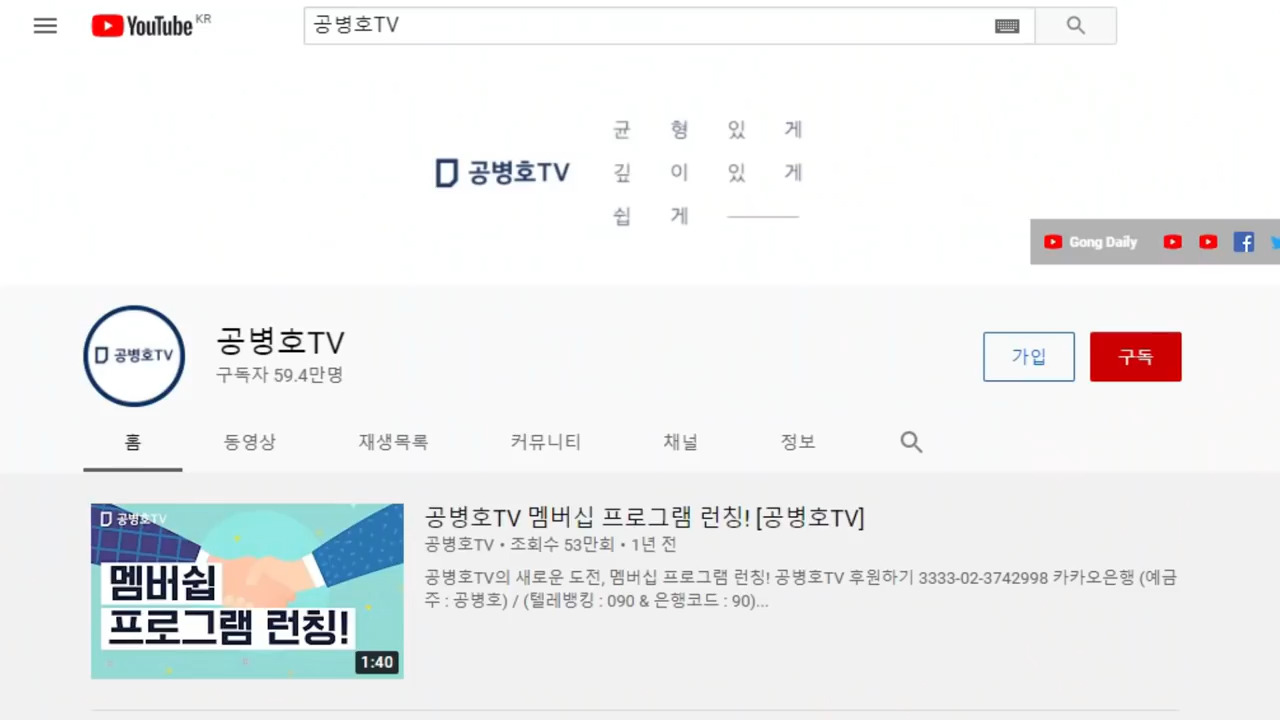 YouTube KR
공병호TV
공병호TV
균 형 있 게
깊 이 있 게
쉽 게
Gong Daily
공병호TV
공병호TV
구독자 59.4만명
가입
구독
홈
동영상
재생목록
커뮤니티
채널
정보
공병호TV
멤버쉽
프로그램 런칭!
1:40
공병호TV 멤버십 프로그램 런칭! [공병호TV]
공병호TV • 조회수 53만회 • 1년 전
공병호TV의 새로운 도전, 멤버십 프로그램 런칭! 공병호TV 후원하기 3333-02-3742998 카카오은행 (예금
주 : 공병호) / (텔레뱅킹 : 090 & 은행코드 : 90)...